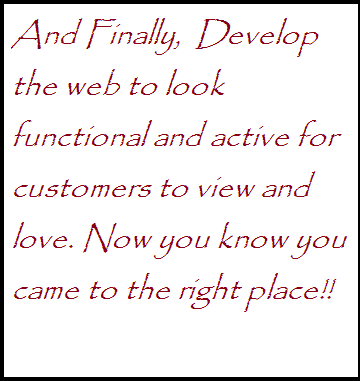 And Finally, Develop
the web to look
functional and active for
customers to view and
love. Now you know you
came to the right place!!